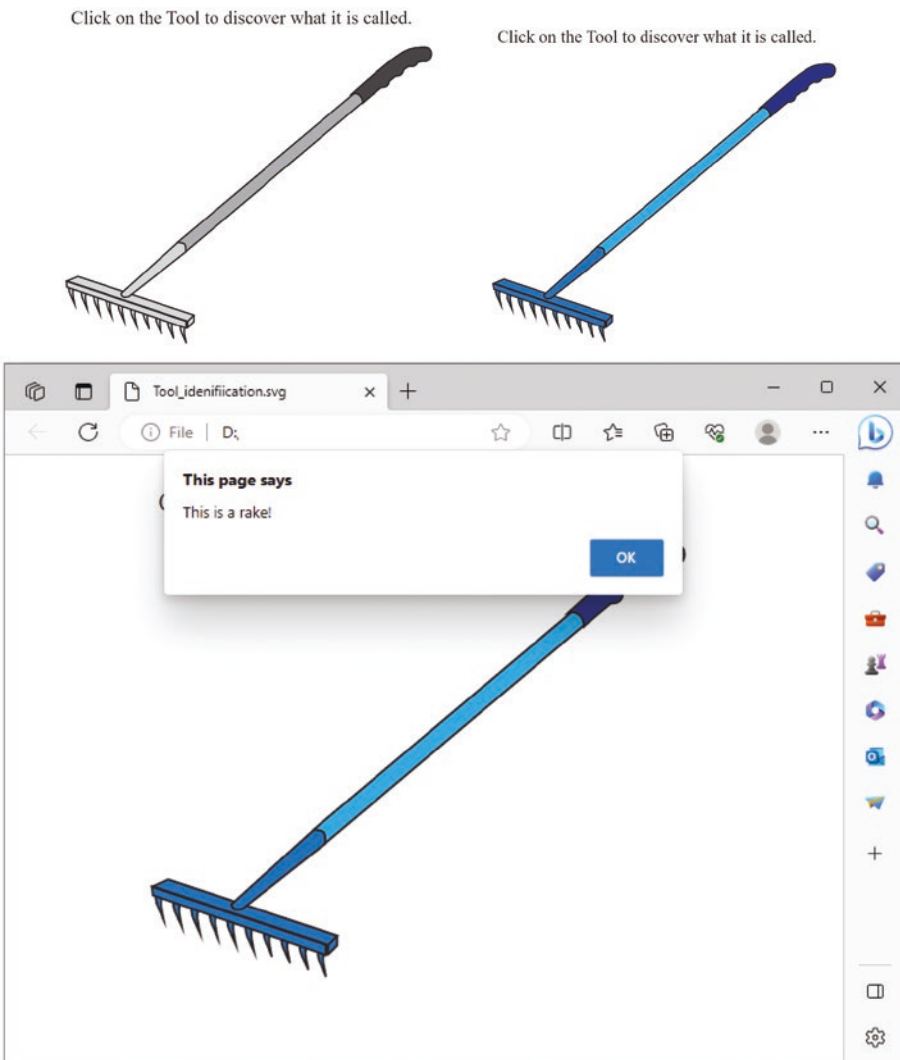 Click on the Tool to discover what it is called.
Click on the Tool to discover what it is called.
Tool_idenifiication.svg
File | D:
This page says
This is a rake!
OK